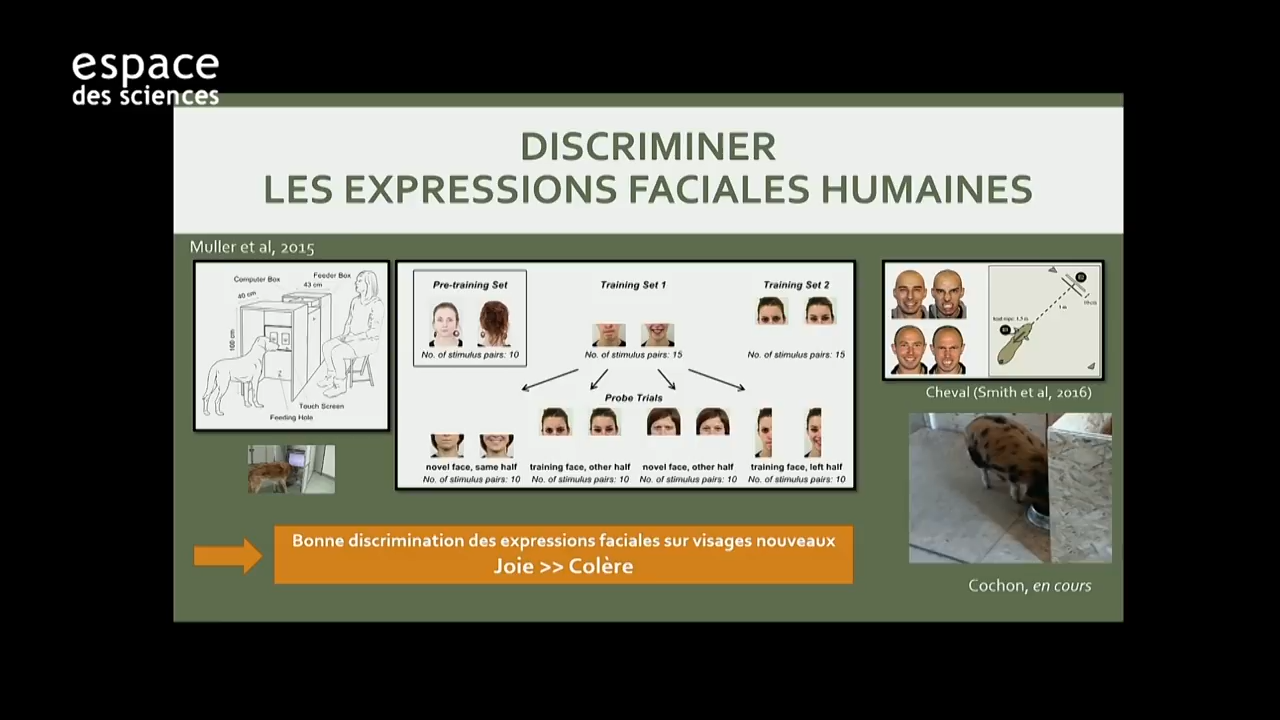 espace
des sciences
DISCRIMINER
LES EXPRESSIONS FACIALES HUMAINES
Muller et al, 2015
Computer Box
Feeder Box
40 cm
43 cm
100 cm
Touch Screen
Feeding Hole
Pre-training Set
No. of stimulus pairs: 10
Training Set 1
No. of stimulus pairs: 15
Training Set 2
No. of stimulus pairs: 15
Probe Trials
novel face, same half
No. of stimulus pairs: 10
training face, other half
No. of stimulus pairs: 10
novel face, other half
No. of stimulus pairs: 10
training face, left half
No. of stimulus pairs: 10
Cheval (Smith et al, 2016)
Bonne discrimination des expressions faciales sur visages nouveaux
Joie >> Colère
Cochon, en cours